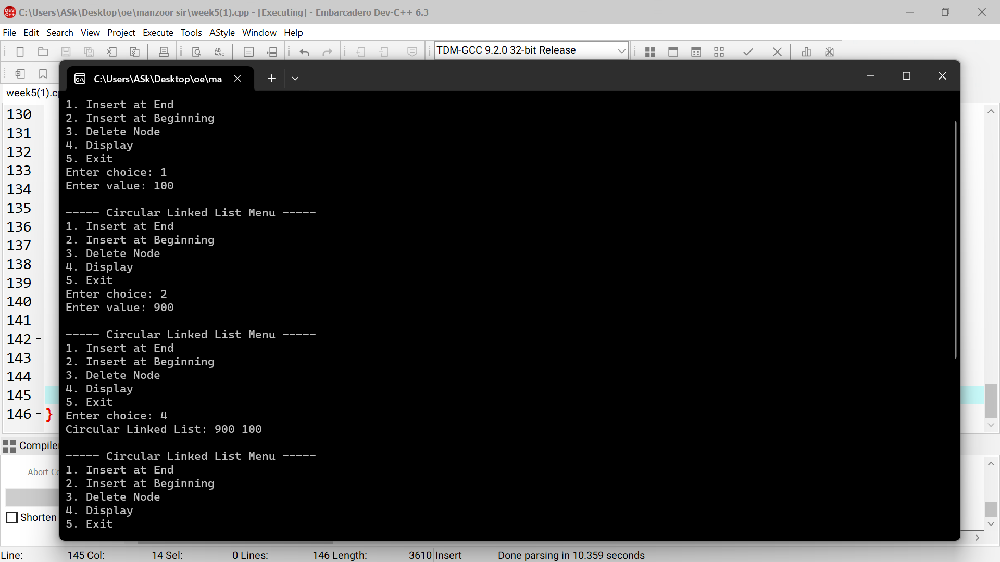 C:\Users\ASk\Desktop\oe\manzoor sir\week5(1).cpp - [Executing] - Embarcadero Dev-C++ 6.3
File Edit Search View Project Execute Tools AStyle Window Help
TDM-GCC 9.2.0 32-bit Release
C:\Users\ASk\Desktop\oe\ma
week5(1).cp
130
131
132
133
134
135
136
137
138
139
140
141
142
143
144
145
146 }
1. Insert at End
2. Insert at Beginning
3. Delete Node
4. Display
5. Exit
Enter choice: 1
Enter value: 100
----- Circular Linked List Menu -----
1. Insert at End
2. Insert at Beginning
3. Delete Node
4. Display
5. Exit
Enter choice: 2
Enter value: 900
----- Circular Linked List Menu -----
1. Insert at End
2. Insert at Beginning
3. Delete Node
4. Display
5. Exit
Enter choice: 4
Circular Linked List: 900 100
----- Circular Linked List Menu -----
1. Insert at End
2. Insert at Beginning
3. Delete Node
4. Display
5. Exit
Compiler
Abort Co
Shorten
Line: 145 Col: 14 Sel: 0 Lines: 146 Length: 3610 Insert Done parsing in 10.359 seconds